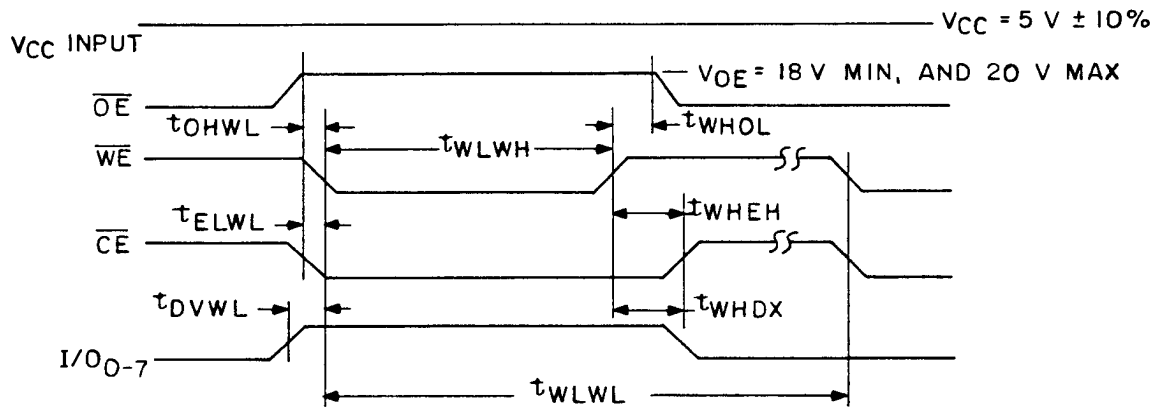 VCC = 5 V ± 10%
VCC INPUT
VOE = 18 V MIN, AND 20 V MAX
OE
tOHWL
tWHOL
tWLWH
WE
tELWL
tWHEH
CE
tDVWL
tWHDX
I/O0-7
tWLWL